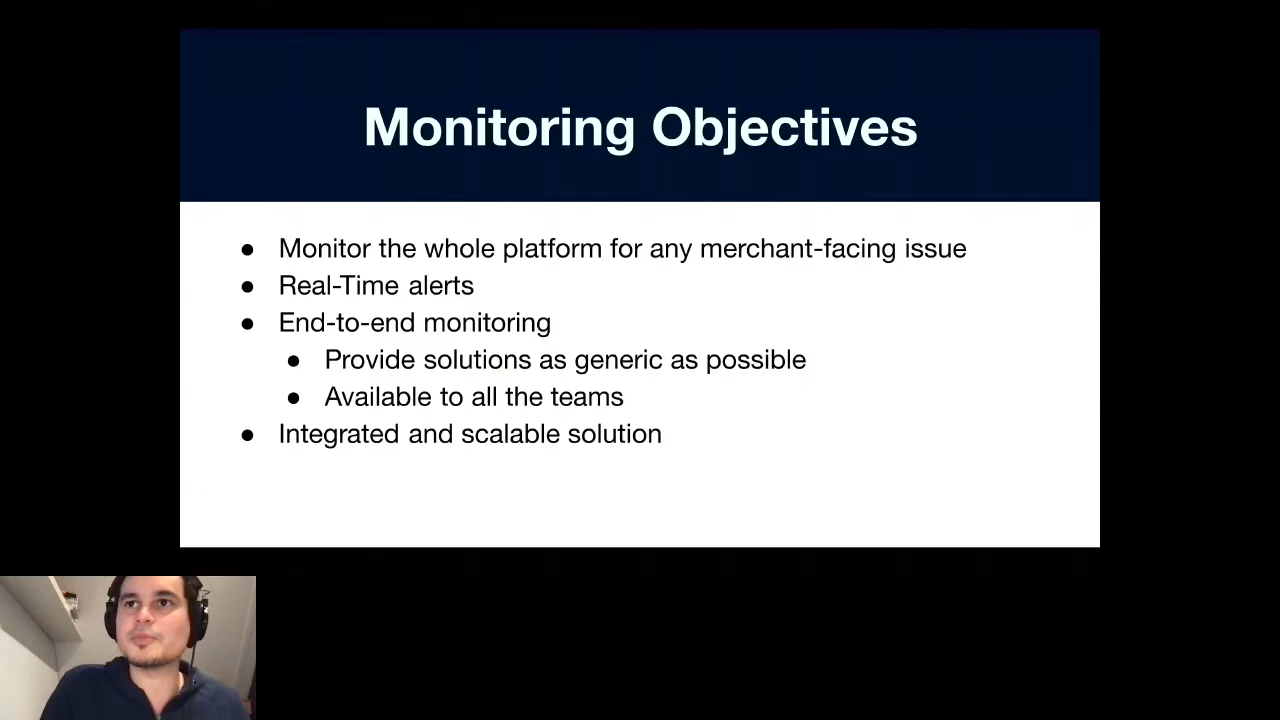 Monitoring Objectives
● Monitor the whole platform for any merchant-facing issue
● Real-Time alerts
● End-to-end monitoring
● Provide solutions as generic as possible
● Available to all the teams
● Integrated and scalable solution